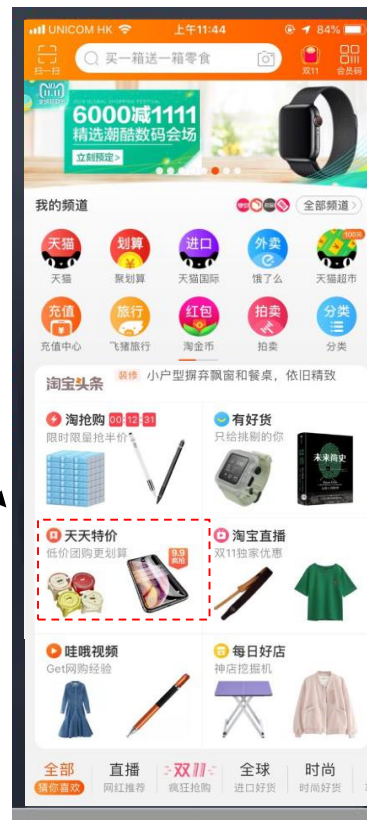 UNICOM HK 上午11:44 84%
扫一扫 买一箱送一箱零食 双11 会员码
11.11
6000减1111
精选潮酷数码会场
立刻预定>
我的频道 全部频道>
天猫 划算 进口 外卖 100元
天猫 聚划算 天猫国际 饿了么 天猫超市
充值 旅行 红包 拍卖 分类
充值中心 飞猪旅行 淘金币 拍卖 分类
淘宝头条 装修 小户型摒弃飘窗和餐桌,依旧精致
淘抢购 00:12:31
限时限量抢半价
有好货
只给挑剔的你
未来简史
天天特价
低价团购更划算
9.9
疯抢
淘宝直播
双11独家优惠
哇哦视频
Get网购经验
每日好店
神店挖掘机
全部 直播 双11 全球 时尚
猜你喜欢 网红推荐 疯狂抢购 进口好货 时尚好货